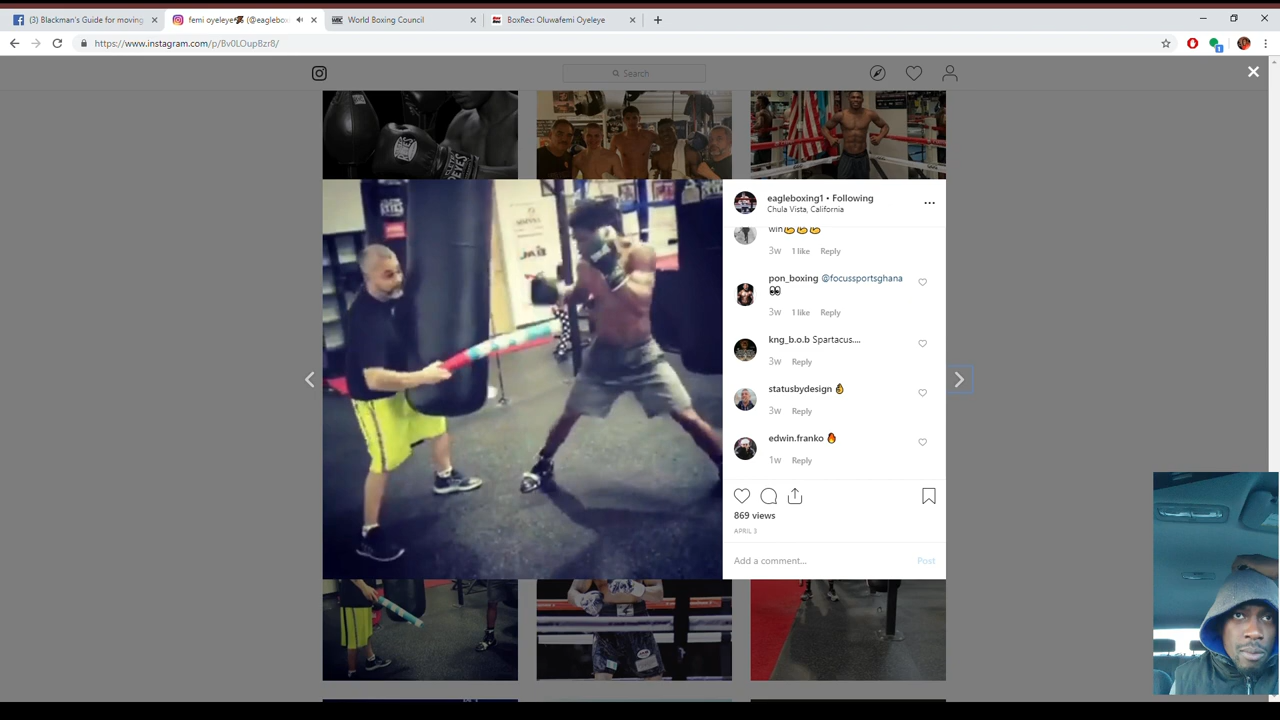 (3) Blackman's Guide for moving
femi oyeleye (@eaglebox
World Boxing Council
BoxRec: Oluwafemi Oyeleye
https://www.instagram.com/p/Bv0LOupBzr8/
1
Search
eagleboxing1 • Following
Chula Vista, California
win💪💪💪
3w 1 like Reply
pon_boxing @focussportsghana
👀
3w 1 like Reply
kng_b.o.b Spartacus....
3w Reply
statusbydesign 👌
3w Reply
edwin.franko 🔥
1w Reply
869 views
APRIL 3
Add a comment...
Post